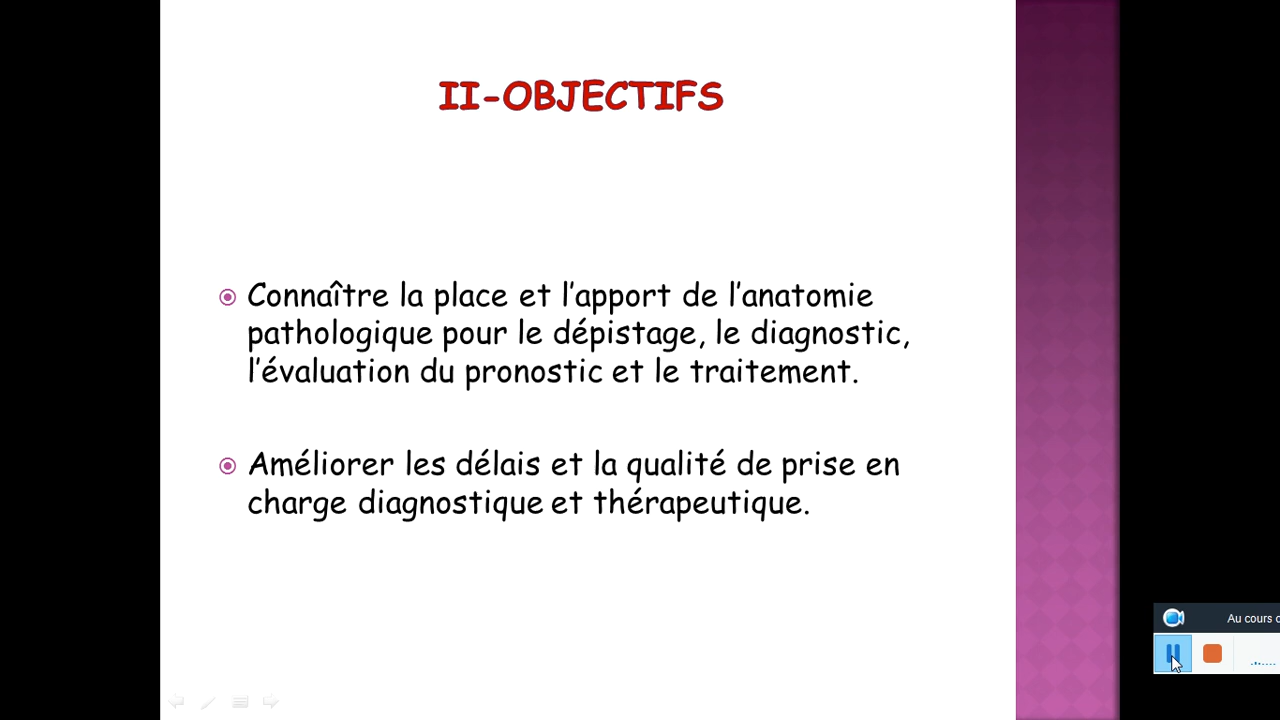 II-OBJECTIFS
Connaître la place et l’apport de l’anatomie
pathologique pour le dépistage, le diagnostic,
l’évaluation du pronostic et le traitement.
Améliorer les délais et la qualité de prise en
charge diagnostique et thérapeutique.
Au cours